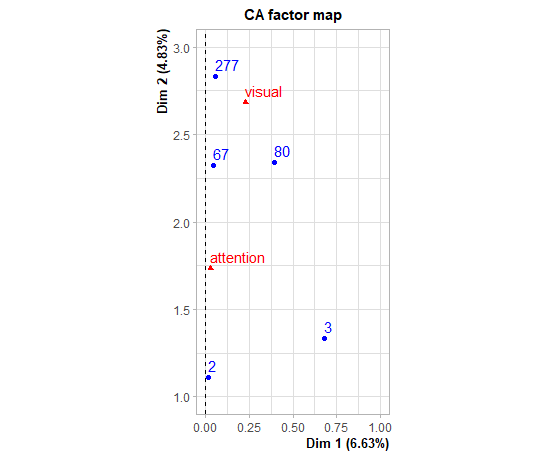 CA factor map
Dim 2 (4.83%)
3.0
277
visual
2.5
67
80
2.0
attention
1.5
3
2
1.0
0.00 0.25 0.50 0.75 1.00
Dim 1 (6.63%)